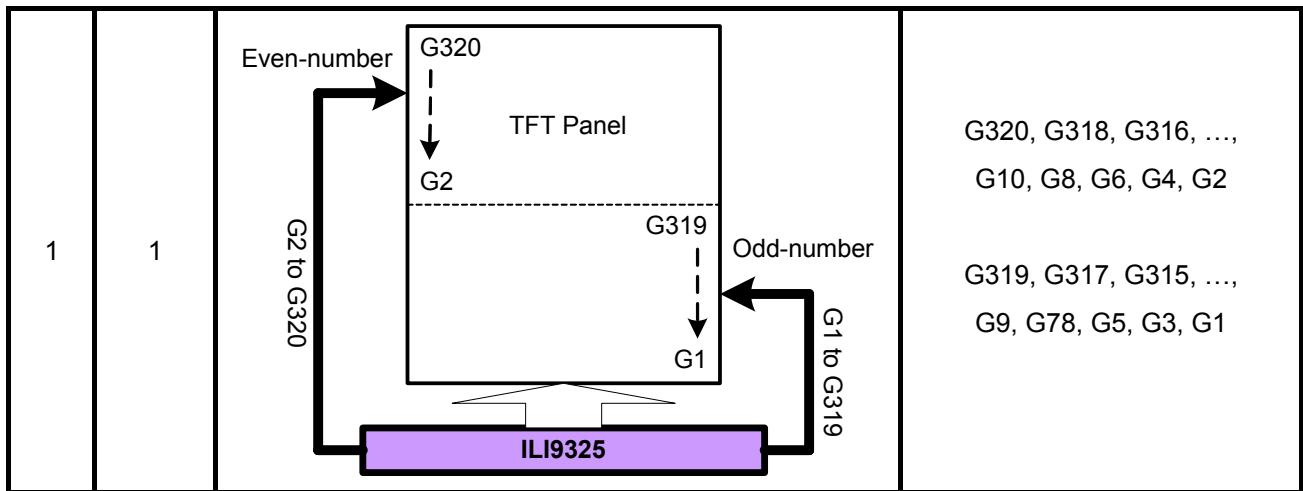 1
1
Even-number
G320
TFT Panel
G2
G2 to G320
G319
Odd-number
G1
G1 to G319
ILI9325
G320, G318, G316, …,
G10, G8, G6, G4, G2
G319, G317, G315, …,
G9, G78, G5, G3, G1